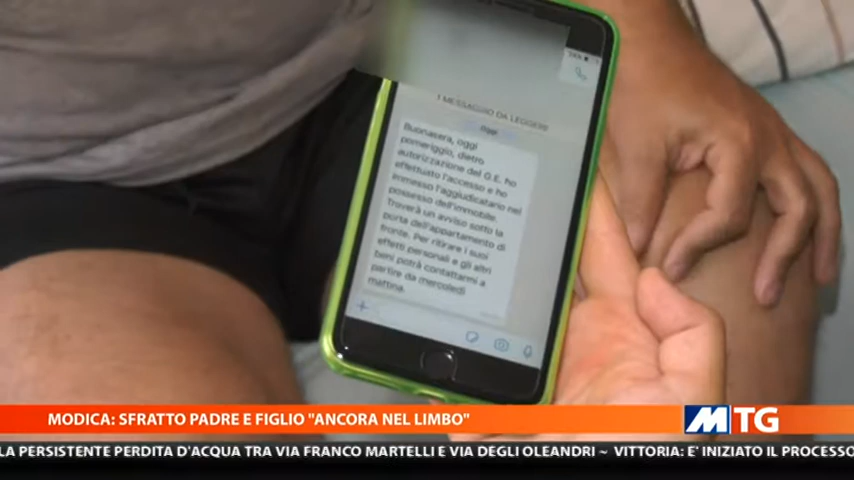 1 MESSAGGIO DA LEGGERE
Oggi
Buonasera, oggi
pomeriggio, dietro
autorizzazione del G.E. ho
effettuato l'accesso e ho
immesso l'aggiudicatario nel
possesso dell'immobile.
Troverà un avviso sotto la
porta dell'appartamento di
fronte. Per ritirare i suoi
effetti personali e gli altri
beni potrà contattarmi a
partire da mercoledì
mattina.
MODICA: SFRATTO PADRE E FIGLIO "ANCORA NEL LIMBO"
MTG
LA PERSISTENTE PERDITA D'ACQUA TRA VIA FRANCO MARTELLI E VIA DEGLI OLEANDRI ~ VITTORIA: E' INIZIATO IL PROCESSO